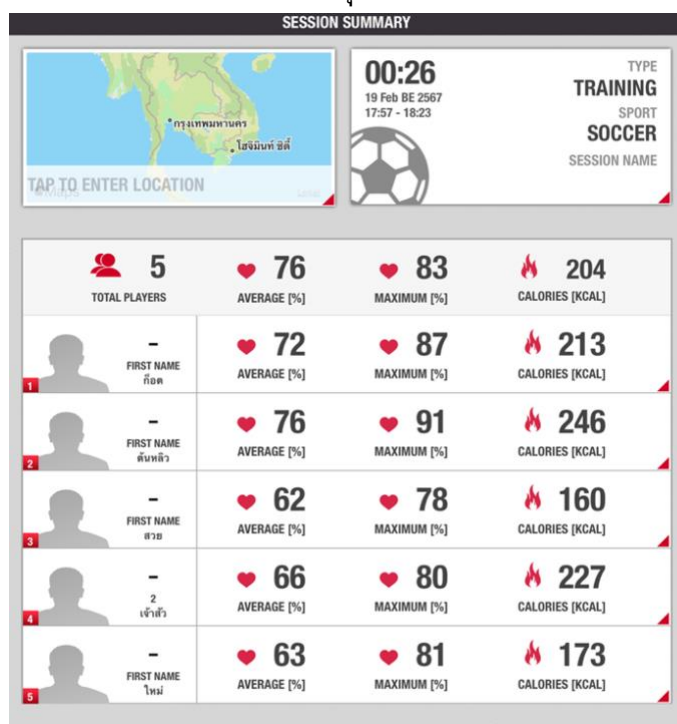 SESSION SUMMARY
กรุงเทพมหานคร
โฮจิมินห์ ซิตี้
TAP TO ENTER LOCATION
Maps
Legal
00:26
19 Feb BE 2567
17:57 - 18:23
TYPE
TRAINING
SPORT
SOCCER
SESSION NAME
5
TOTAL PLAYERS
76
AVERAGE [%]
83
MAXIMUM [%]
204
CALORIES [KCAL]
1
–
FIRST NAME
ก็อต
72
AVERAGE [%]
87
MAXIMUM [%]
213
CALORIES [KCAL]
2
–
FIRST NAME
ต้นหลิว
76
AVERAGE [%]
91
MAXIMUM [%]
246
CALORIES [KCAL]
3
–
FIRST NAME
สวย
62
AVERAGE [%]
78
MAXIMUM [%]
160
CALORIES [KCAL]
4
–
2
เจ้าสัว
66
AVERAGE [%]
80
MAXIMUM [%]
227
CALORIES [KCAL]
5
–
FIRST NAME
ใหม่
63
AVERAGE [%]
81
MAXIMUM [%]
173
CALORIES [KCAL]